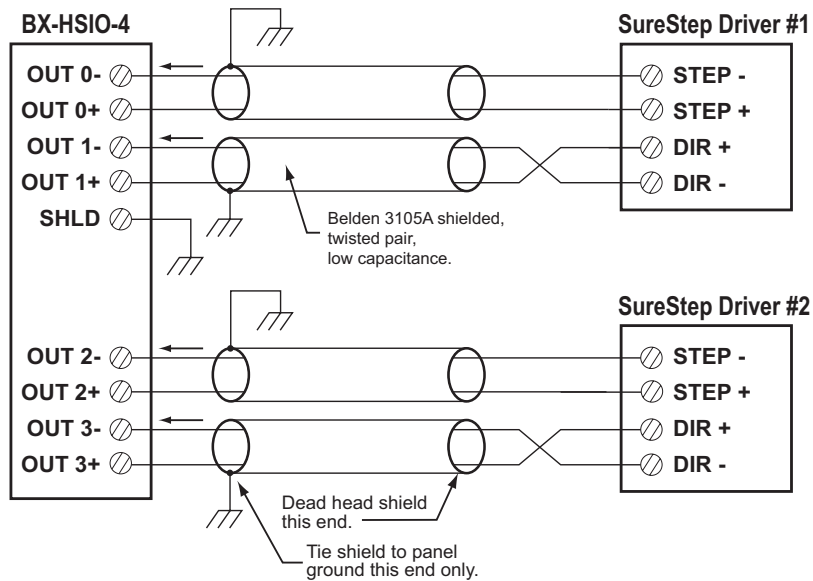 BX-HSIO-4
SureStep Driver #1
OUT 0-
STEP -
OUT 0+
STEP +
OUT 1-
DIR +
OUT 1+
DIR -
SHLD
Belden 3105A shielded,
twisted pair,
low capacitance.
SureStep Driver #2
OUT 2-
STEP -
OUT 2+
STEP +
OUT 3-
DIR +
OUT 3+
DIR -
Dead head shield
this end.
Tie shield to panel
ground this end only.